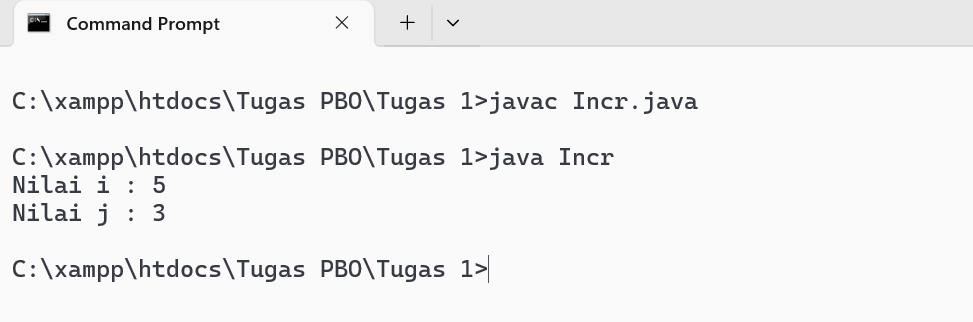 Command Prompt
C:\xampp\htdocs\Tugas PBO\Tugas 1>javac Incr.java
C:\xampp\htdocs\Tugas PBO\Tugas 1>java Incr
Nilai i : 5
Nilai j : 3
C:\xampp\htdocs\Tugas PBO\Tugas 1>